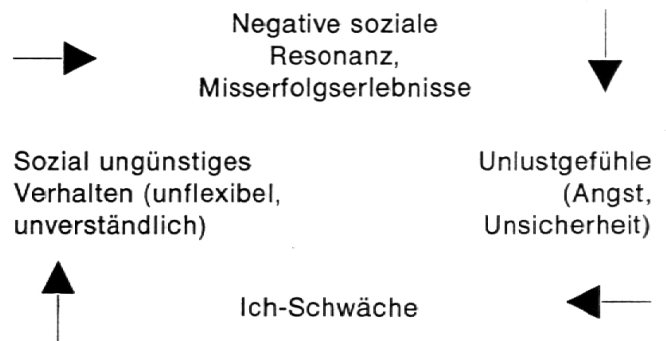 Negative soziale
Resonanz,
Misserfolgserlebnisse
Sozial ungünstiges
Verhalten (unflexibel,
unverständlich)
Unlustgefühle
(Angst,
Unsicherheit)
Ich-Schwäche